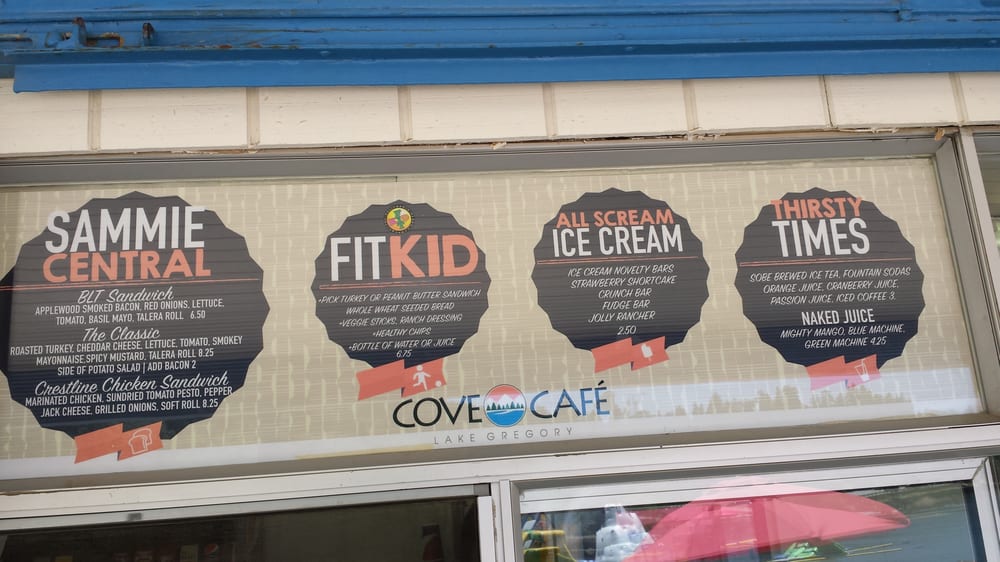 SAMMIE
CENTRAL
BLT Sandwich
APPLEWOOD SMOKED BACON, RED ONIONS, LETTUCE,
TOMATO, BASIL MAYO, TALERA ROLL 6.50
The Classic
ROASTED TURKEY, CHEDDAR CHEESE, LETTUCE, TOMATO, SMOKEY
MAYONNAISE,SPICY MUSTARD, TALERA ROLL 8.25
SIDE OF POTATO SALAD | ADD BACON 2
Crestline Chicken Sandwich
MARINATED CHICKEN, SUNDRIED TOMATO PESTO, PEPPER
JACK CHEESE, GRILLED ONIONS, SOFT ROLL 8.25
FITKID
•PICK TURKEY OR PEANUT BUTTER SANDWICH
WHOLE WHEAT SEEDED BREAD
•VEGGIE STICKS, RANCH DRESSING
•HEALTHY CHIPS
•BOTTLE OF WATER OR JUICE
6.75
ALL SCREAM
ICE CREAM
ICE CREAM NOVELTY BARS
STRAWBERRY SHORTCAKE
CRUNCH BAR
FUDGE BAR
JOLLY RANCHER
2.50
THIRSTY
TIMES
SOBE BREWED ICE TEA, FOUNTAIN SODAS
ORANGE JUICE, CRANBERRY JUICE,
PASSION JUICE, ICED COFFEE 3.
NAKED JUICE
MIGHTY MANGO, BLUE MACHINE,
GREEN MACHINE 4.25
COVE CAFÉ
LAKE GREGORY